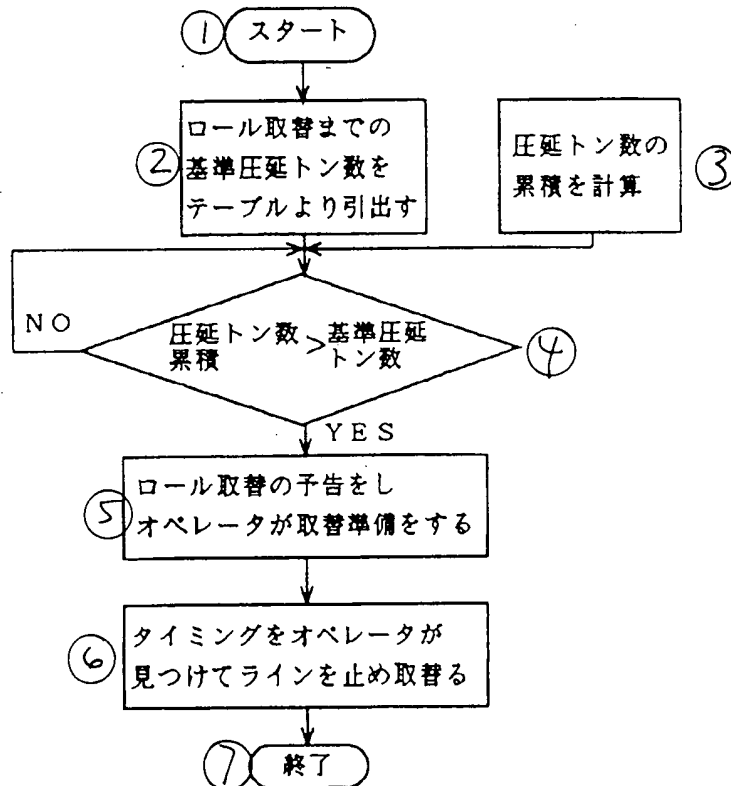 ① スタート
② ロール取替までの
基準圧延トン数を
テーブルより引出す
圧延トン数の
累積を計算
③
NO
圧延トン数
累積
>
基準圧延
トン数
④
YES
⑤ ロール取替の予告をし
オペレータが取替準備をする
⑥ タイミングをオペレータが
見つけてラインを止め取替る
⑦ 終了